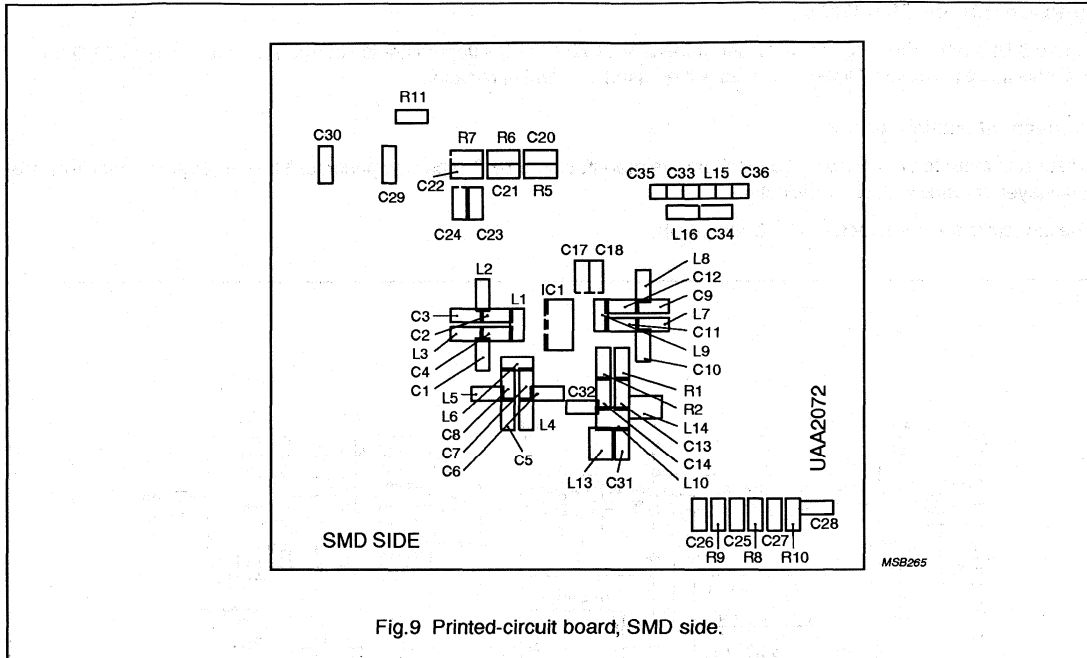 R11
C30
R7 R6 C20
C22
C29
C21 R5
C24 C23
C35 C33 L15 C36
L16 C34
C17 C18
L8
C12
C9
L7
C11
L9
C10
L2
IC1
L1
C3
C2
L3
C4
C1
L5
L6
C8
C7
C6
C5
L4
C32
R1
R2
L14
C13
C14
L10
L13 C31
UAA2072
C26 C25 C27 C28
R9 R8 R10
SMD SIDE
MSB265
Fig.9 Printed-circuit board, SMD side.